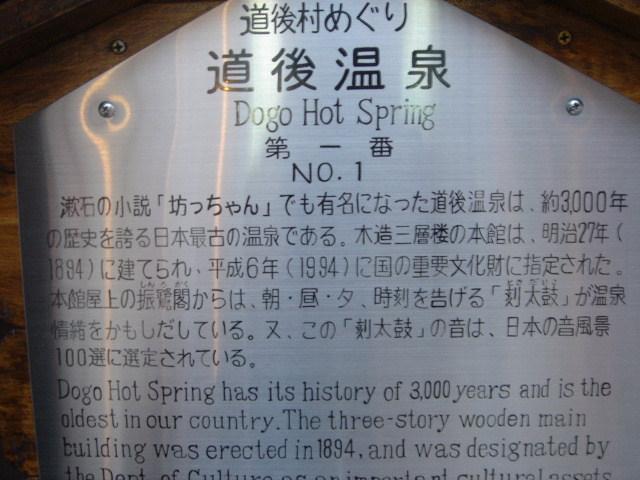 道後村めぐり
道後温泉
Dogo Hot Spring
第一番
NO.1
漱石の小説「坊っちゃん」でも有名になった道後温泉は、約3,000年
の歴史を誇る日本最古の温泉である。木造三層楼の本館は、明治27年(
1894)に建てられ、平成6年(1994)に国の重要文化財に指定された。
本館屋上の振鷺閣からは、朝・昼・夕、時刻を告げる「刻太鼓」が温泉
情緒をかもしだしている。又、この「刻太鼓」の音は、日本の音風景
100選に選定されている。
Dogo Hot Spring has its history of 3,000 years and is the
oldest in our country. The three-story wooden main
building was erected in 1894, and was designated by
the Dept. of Culture as an important cultural assets